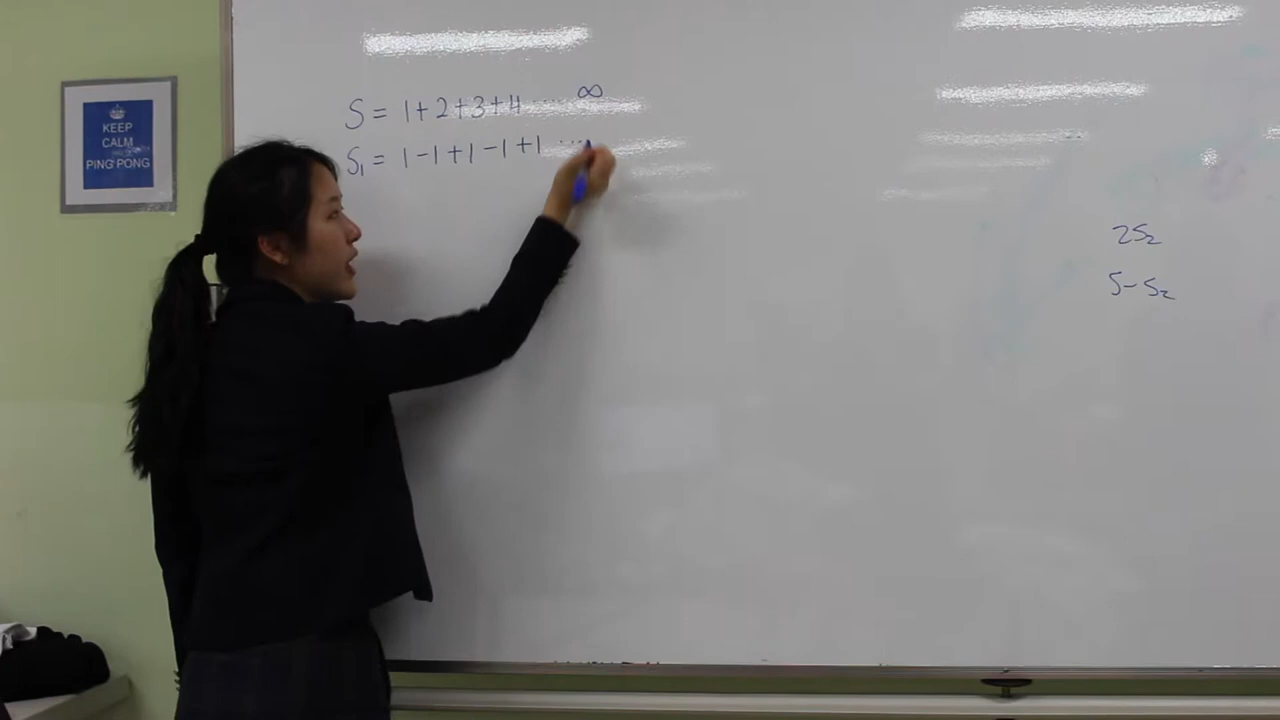 KEEP
CALM
PING PONG
S = 1+2+3+4 ..... ∞
S₁ = 1-1+1-1+1 ....
2S₂
S-S₂